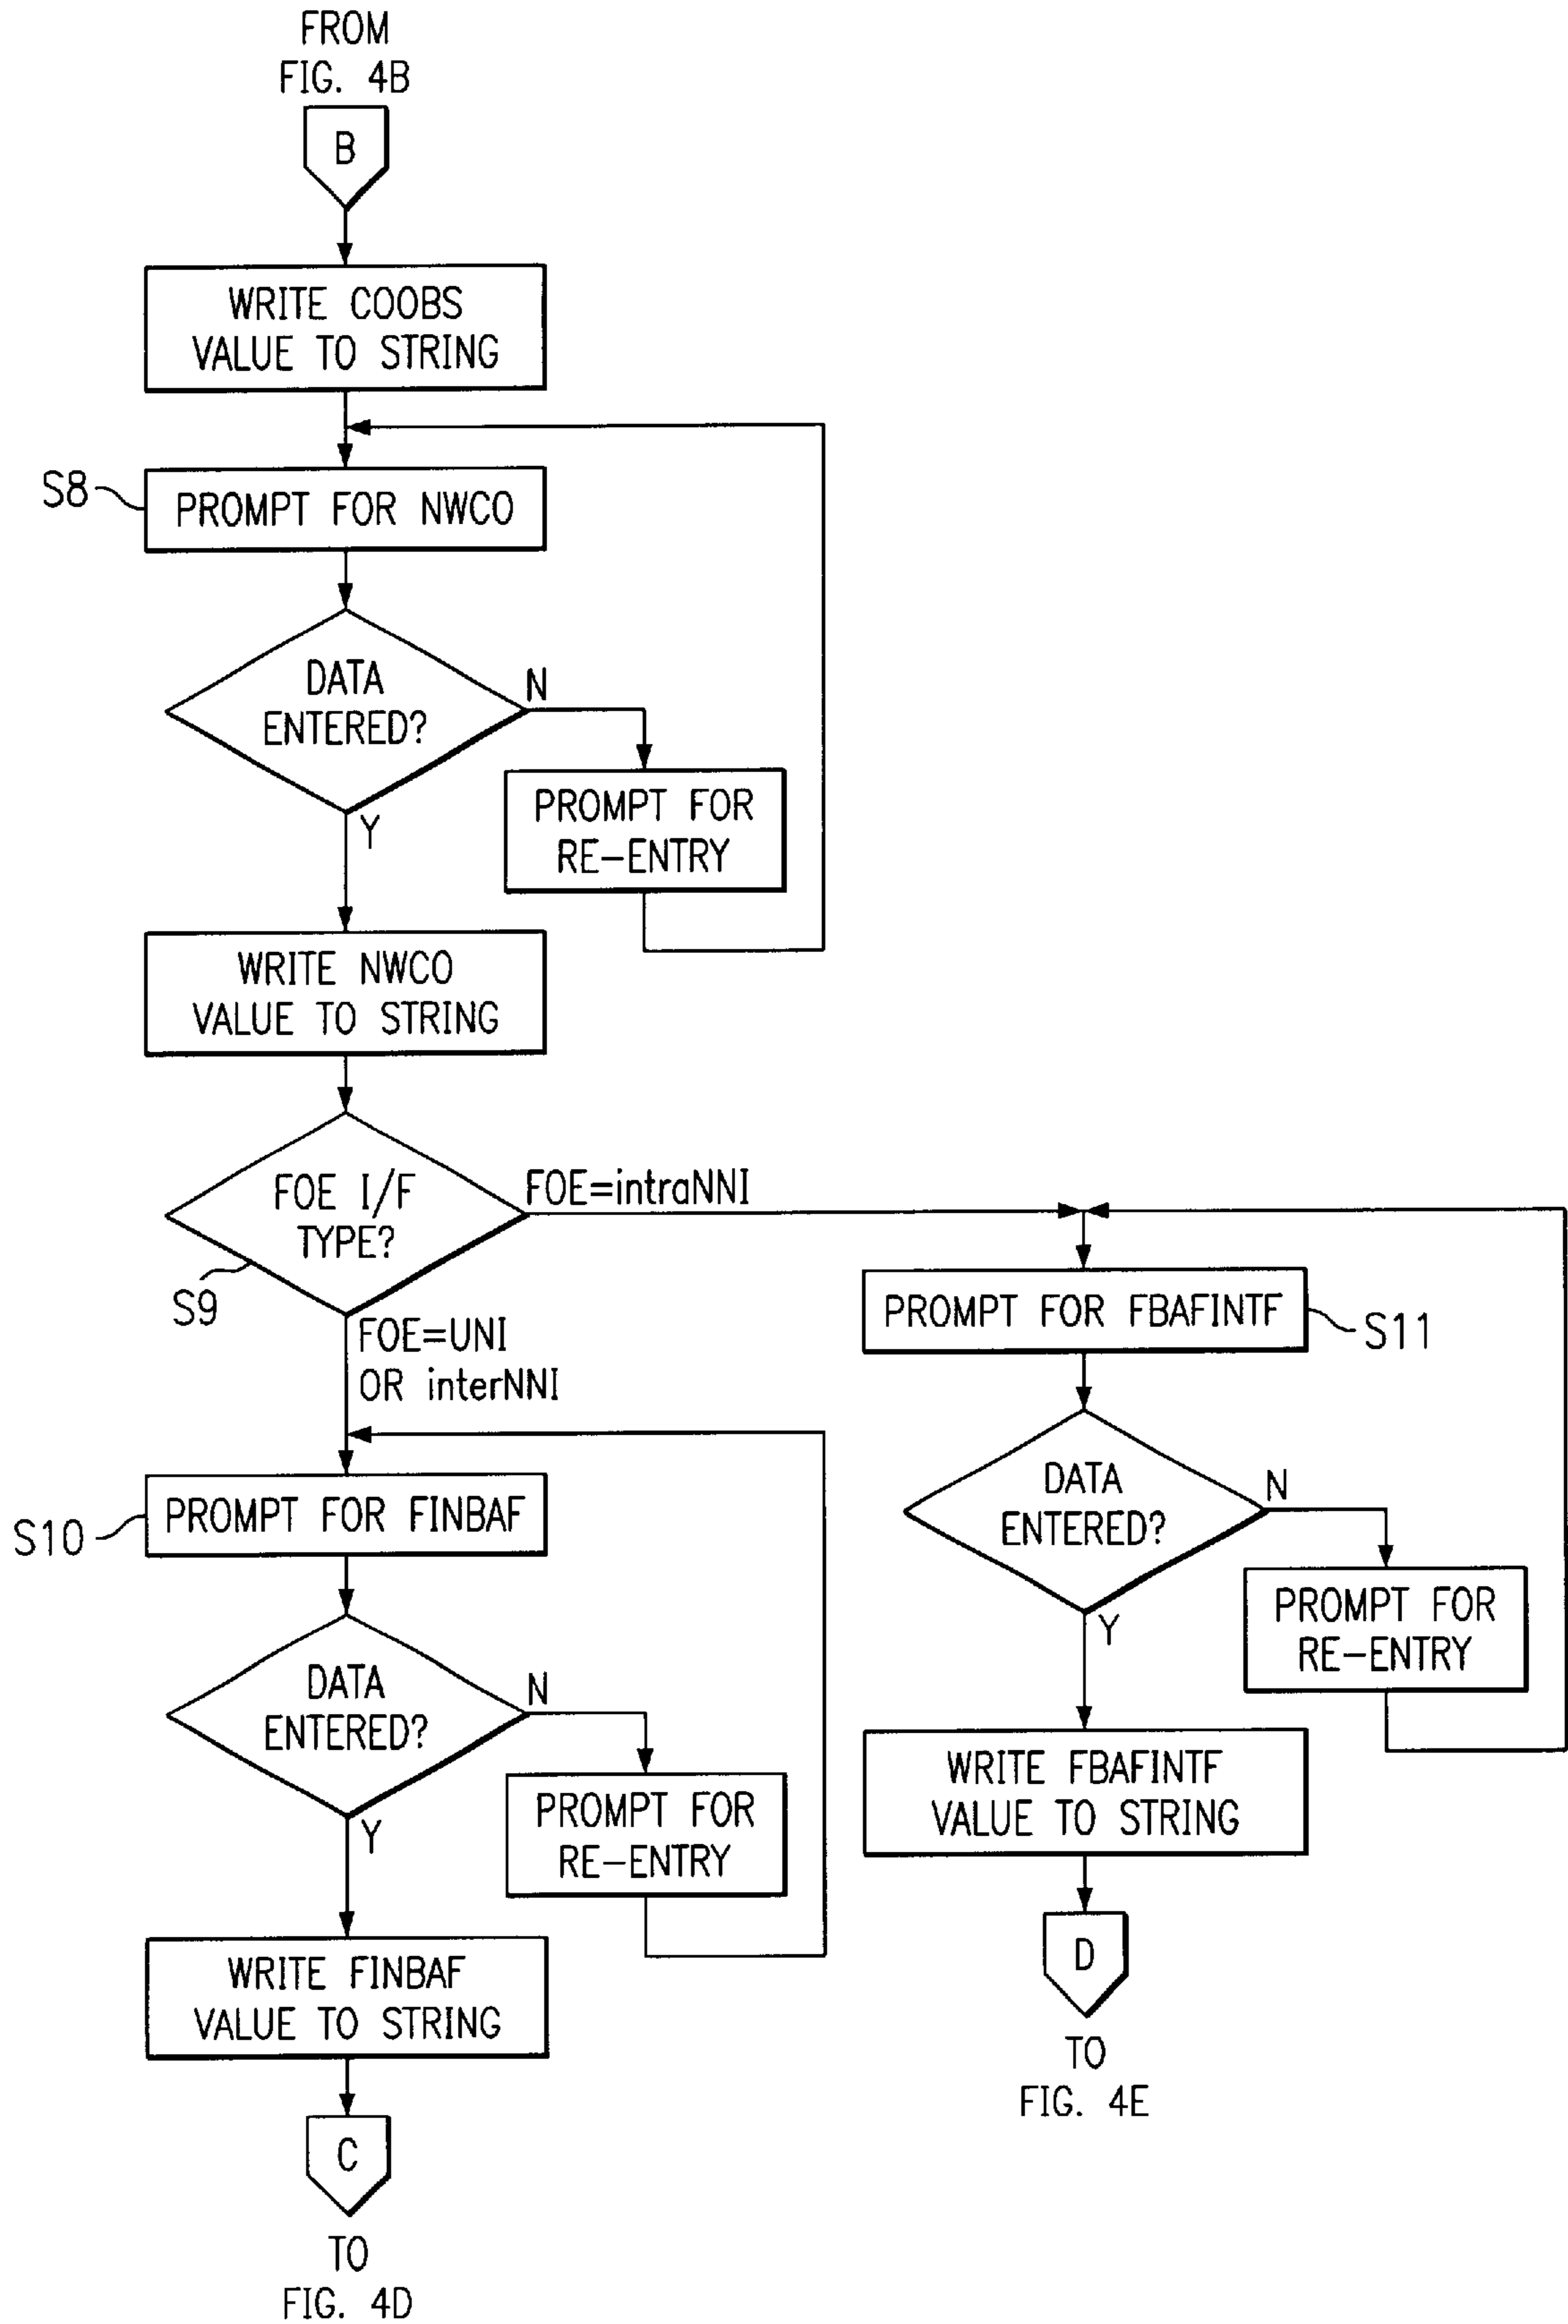 FROM
FIG. 4B
B
WRITE COOBS
VALUE TO STRING
S8
PROMPT FOR NWCO
DATA
ENTERED?
N
Y
PROMPT FOR
RE-ENTRY
WRITE NWCO
VALUE TO STRING
FOE I/F
TYPE?
S9
FOE=intraNNI
FOE=UNI
OR interNNI
S10
PROMPT FOR FINBAF
DATA
ENTERED?
N
Y
PROMPT FOR
RE-ENTRY
WRITE FINBAF
VALUE TO STRING
C
TO
FIG. 4D
PROMPT FOR FBAFINTF
S11
DATA
ENTERED?
N
Y
PROMPT FOR
RE-ENTRY
WRITE FBAFINTF
VALUE TO STRING
D
TO
FIG. 4E